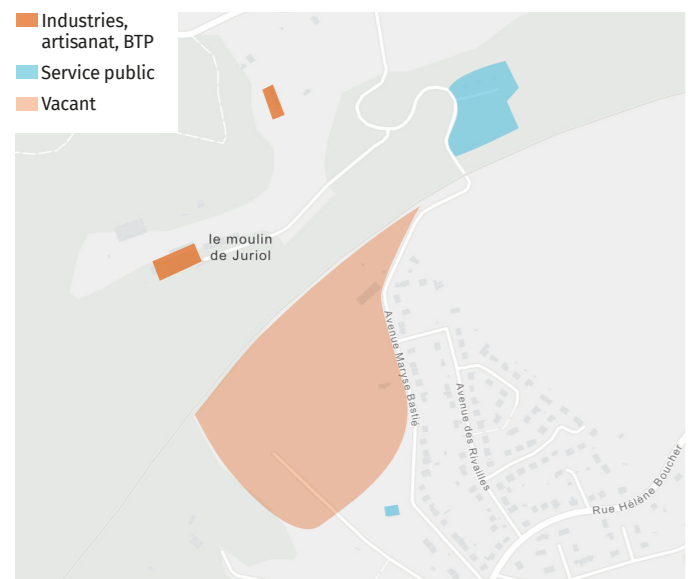 Industries,
artisanat, BTP
Service public
Vacant
le moulin
de Juriol
Avenue Maryse Bastié
Avenue des Rivailles
Rue Hélène Boucher